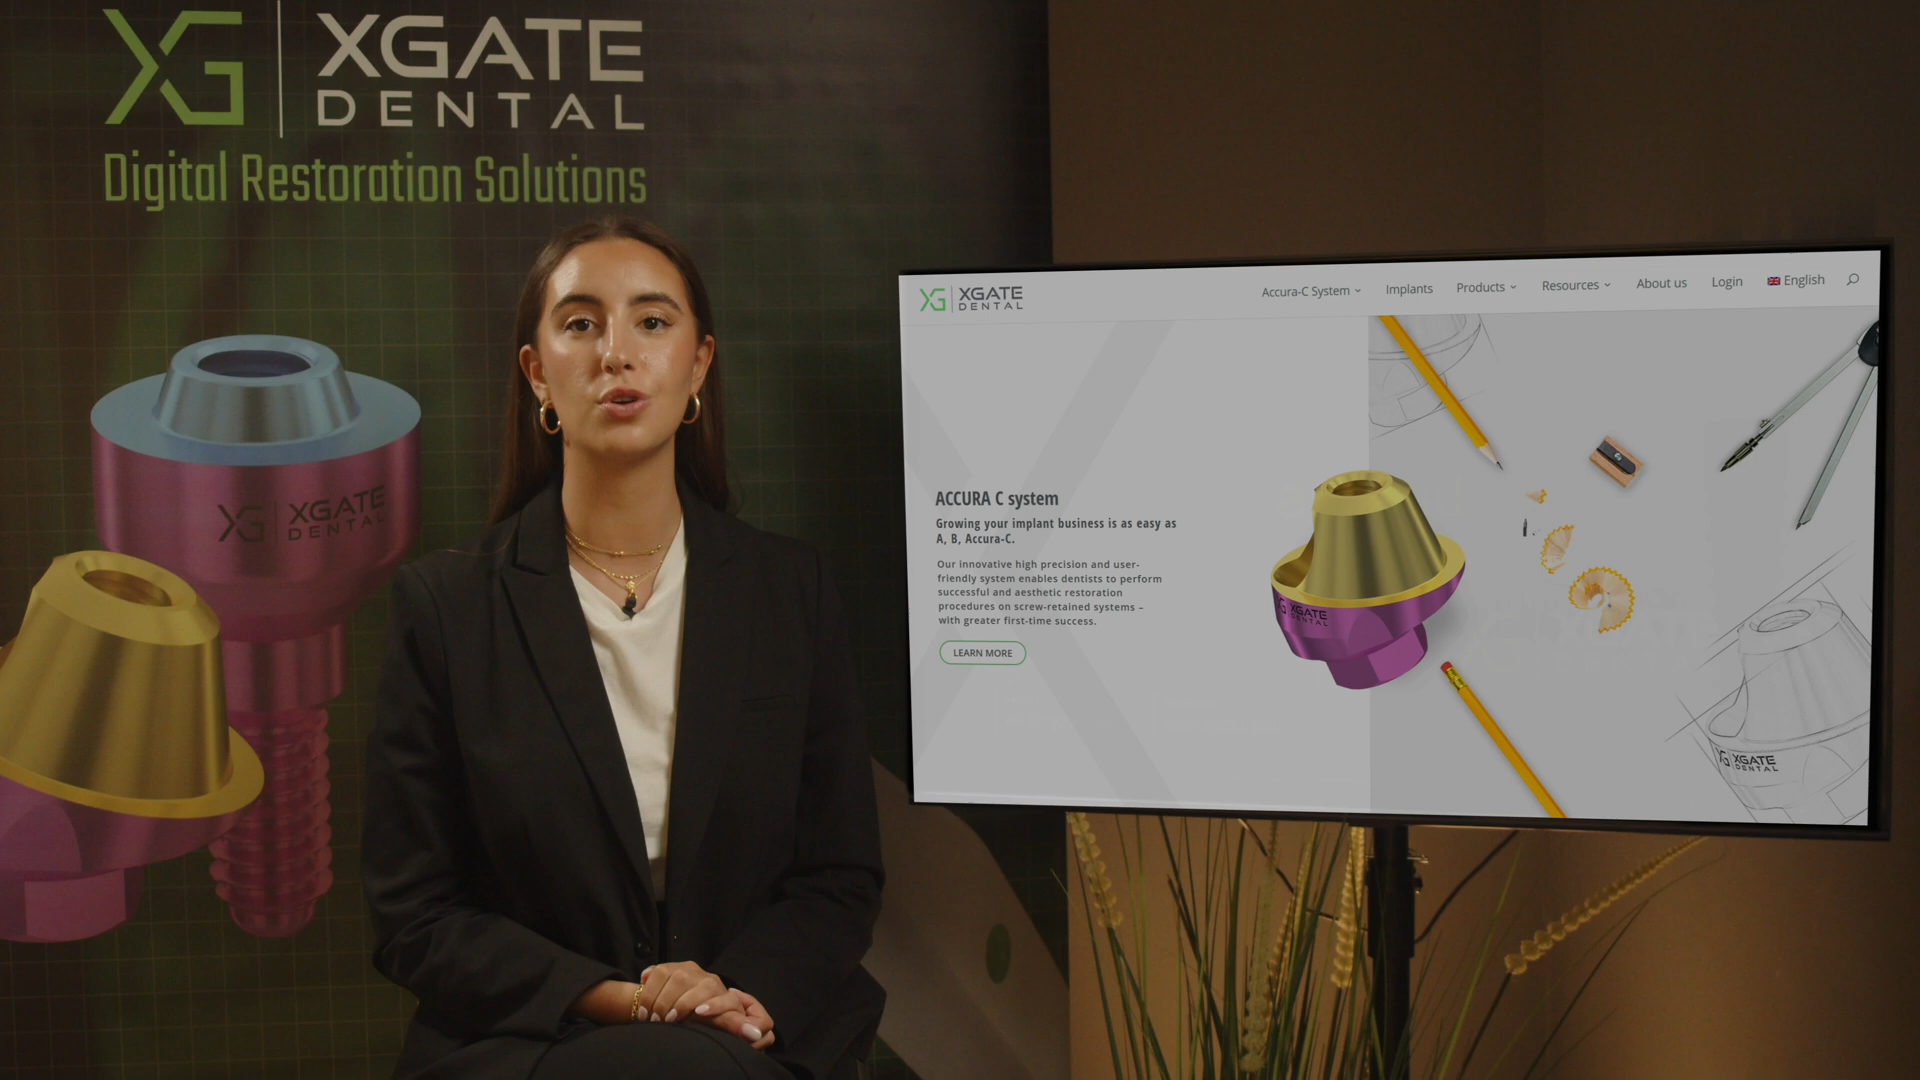 XG XGATE
DENTAL
Digital Restoration Solutions
XG XGATE
DENTAL
XG XGATE
DENTAL
Accura-C System
Implants
Products
Resources
About us
Login
English
ACCURA C system
Growing your implant business is as easy as
A, B, Accura-C.
Our innovative high precision and user-
friendly system enables dentists to perform
successful and aesthetic restoration
procedures on screw-retained systems –
with greater first-time success.
LEARN MORE
XG XGATE
DENTAL
XG XGATE
DENTAL